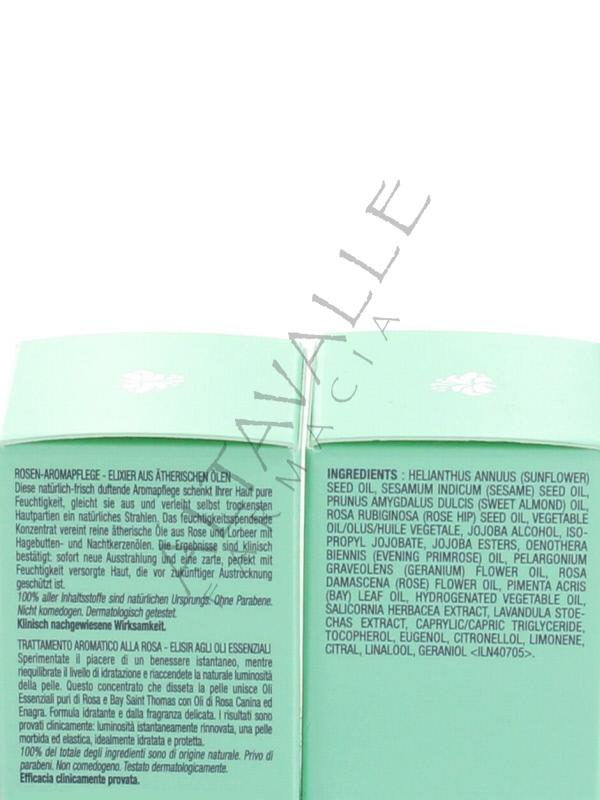 ALTAVALLE
FARMACIA
ROSEN-AROMAPFLEGE - ELIXIER AUS ÄTHERISCHEN ÖLEN
Diese natürlich-frisch duftende Aromapflege schenkt Ihrer Haut pure
Feuchtigkeit, gleicht sie aus und verleiht selbst trockensten
Hautpartien ein natürliches Strahlen. Das feuchtigkeitsspendende
Konzentrat vereint reine ätherische Öle aus Rose und Lorbeer mit
Hagebutten- und Nachtkerzenölen. Die Ergebnisse sind klinisch
bestätigt: sofort neue Ausstrahlung und eine zarte, perfekt mit
Feuchtigkeit versorgte Haut, die vor zukünftiger Austrocknung
geschützt ist.
100% aller Inhaltsstoffe sind natürlichen Ursprungs. Ohne Parabene.
Nicht komedogen. Dermatologisch getestet.
Klinisch nachgewiesene Wirksamkeit.
TRATTAMENTO AROMATICO ALLA ROSA - ELISIR AGLI OLI ESSENZIALI
Sperimentate il piacere di un benessere istantaneo, mentre
riequilibrate il livello di idratazione e riaccendete la naturale luminosità
della pelle. Questo concentrato che disseta la pelle unisce Oli
Essenziali puri di Rosa e Bay Saint Thomas con Oli di Rosa Canina ed
Enagra. Formula idratante e dalla fragranza delicata. I risultati sono
provati clinicamente: luminosità istantaneamente rinnovata, una pelle
morbida ed elastica, idealmente idratata e protetta.
100% del totale degli ingredienti sono di origine naturale. Privo di
parabeni. Non comedogeno. Testato dermatologicamente.
Efficacia clinicamente provata.
INGREDIENTS : HELIANTHUS ANNUUS (SUNFLOWER)
SEED OIL, SESAMUM INDICUM (SESAME) SEED OIL,
PRUNUS AMYGDALUS DULCIS (SWEET ALMOND) OIL,
ROSA RUBIGINOSA (ROSE HIP) SEED OIL, VEGETABLE
OIL/OLUS/HUILE VEGETALE, JOJOBA ALCOHOL, ISO-
PROPYL JOJOBATE, JOJOBA ESTERS, OENOTHERA
BIENNIS (EVENING PRIMROSE) OIL, PELARGONIUM
GRAVEOLENS (GERANIUM) FLOWER OIL, ROSA
DAMASCENA (ROSE) FLOWER OIL, PIMENTA ACRIS
(BAY) LEAF OIL, HYDROGENATED VEGETABLE OIL,
SALICORNIA HERBACEA EXTRACT, LAVANDULA STOE-
CHAS EXTRACT, CAPRYLIC/CAPRIC TRIGLYCERIDE,
TOCOPHEROL, EUGENOL, CITRONELLOL, LIMONENE,
CITRAL, LINALOOL, GERANIOL <ILN40705>.